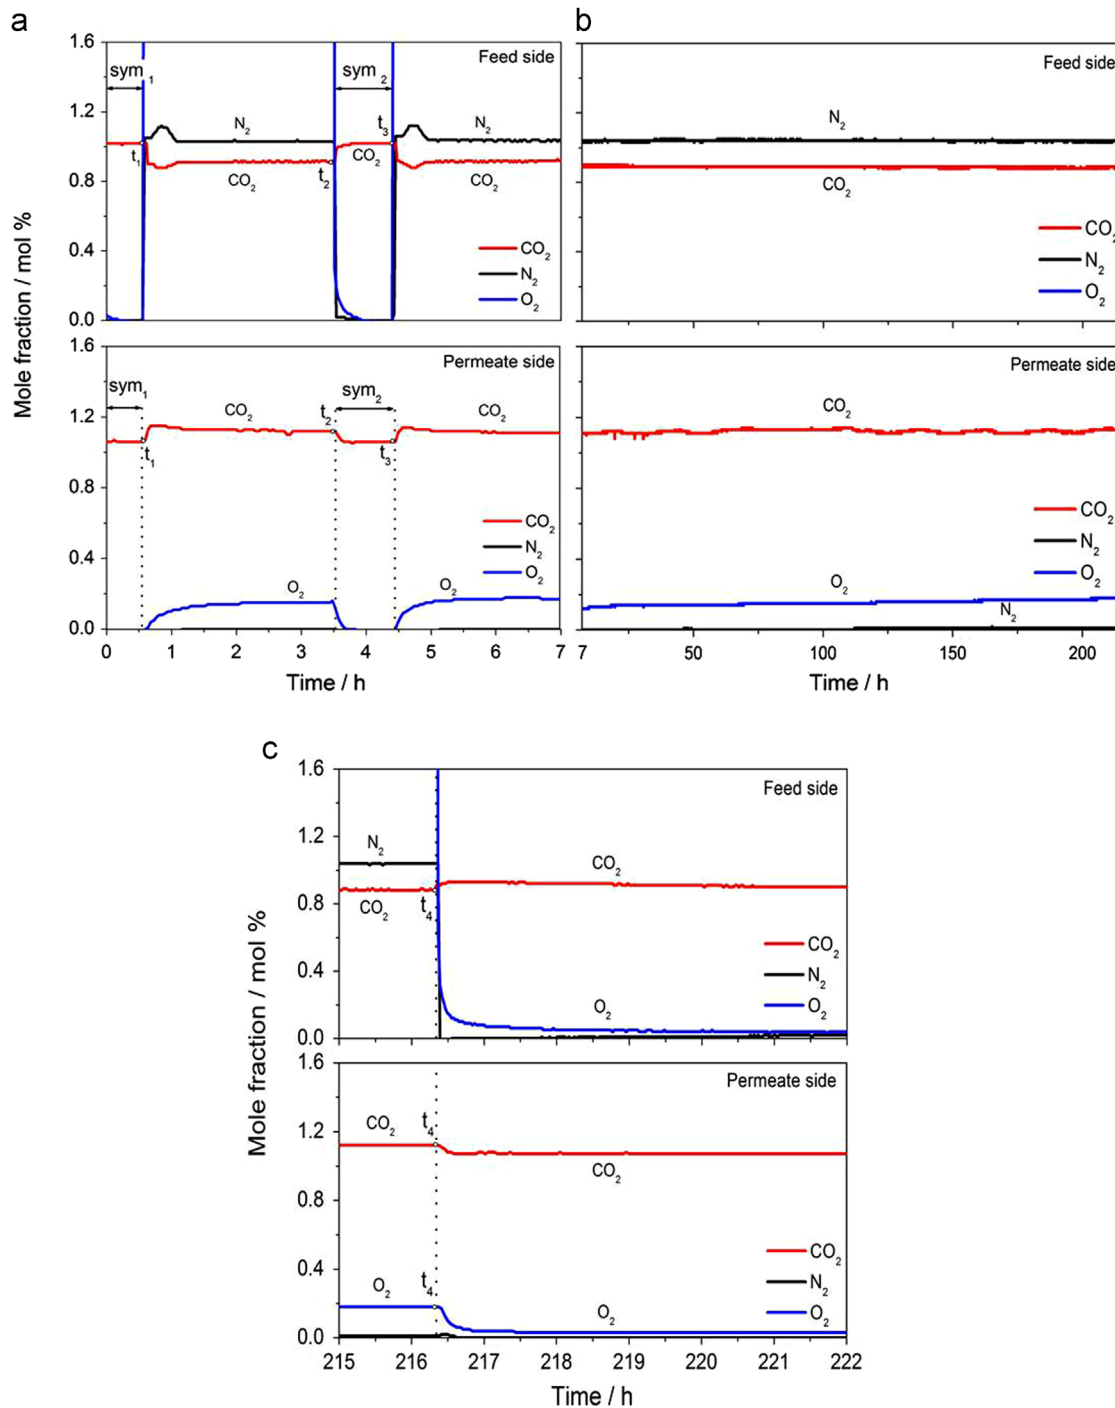 a
Mole fraction / mol %
1.6
1.2
0.8
0.4
0.0
Feed side
sym 1
sym 2
t3
N2
N2
t1
CO2
t2
CO2
CO2
CO2
N2
O2
1.6
1.2
0.8
0.4
0.0
Permeate side
sym1
sym2
CO2
t2
CO2
t1
t3
CO2
N2
O2
O2
O2
0 1 2 3 4 5 6 7
Time / h
b
Feed side
N2
CO2
CO2
N2
O2
Permeate side
CO2
CO2
N2
O2
O2
N2
7 50 100 150 200
Time / h
c
Mole fraction / mol %
1.6
1.2
0.8
0.4
0.0
Feed side
N2
CO2
CO2
t4
CO2
N2
O2
O2
1.6
1.2
0.8
0.4
0.0
Permeate side
CO2
t4
CO2
CO2
N2
O2
O2
t4
O2
215 216 217 218 219 220 221 222
Time / h